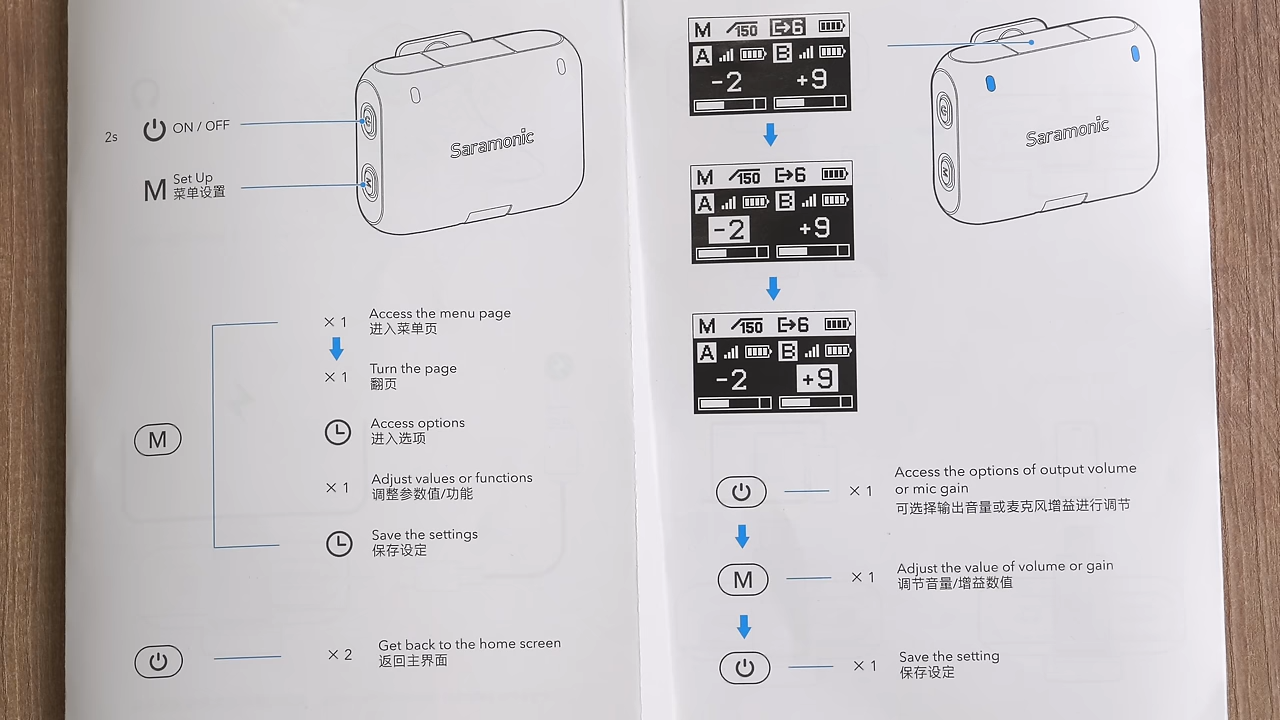 2s ON / OFF
M Set Up
菜单设置
Saramonic
M
× 1 Access the menu page
进入菜单页
× 1 Turn the page
翻页
Access options
进入选项
M
× 1 Adjust values or functions
调整参数值/功能
Save the settings
保存设定
× 2 Get back to the home screen
返回主界面
M 150 6
A B
-2 +9
Saramonic
M
M 150 6
A B
-2 +9
M 150 6
A B
-2 +9
× 1 Access the options of output volume
or mic gain
可选择输出音量或麦克风增益进行调节
M × 1 Adjust the value of volume or gain
调节音量/增益数值
× 1 Save the setting
保存设定